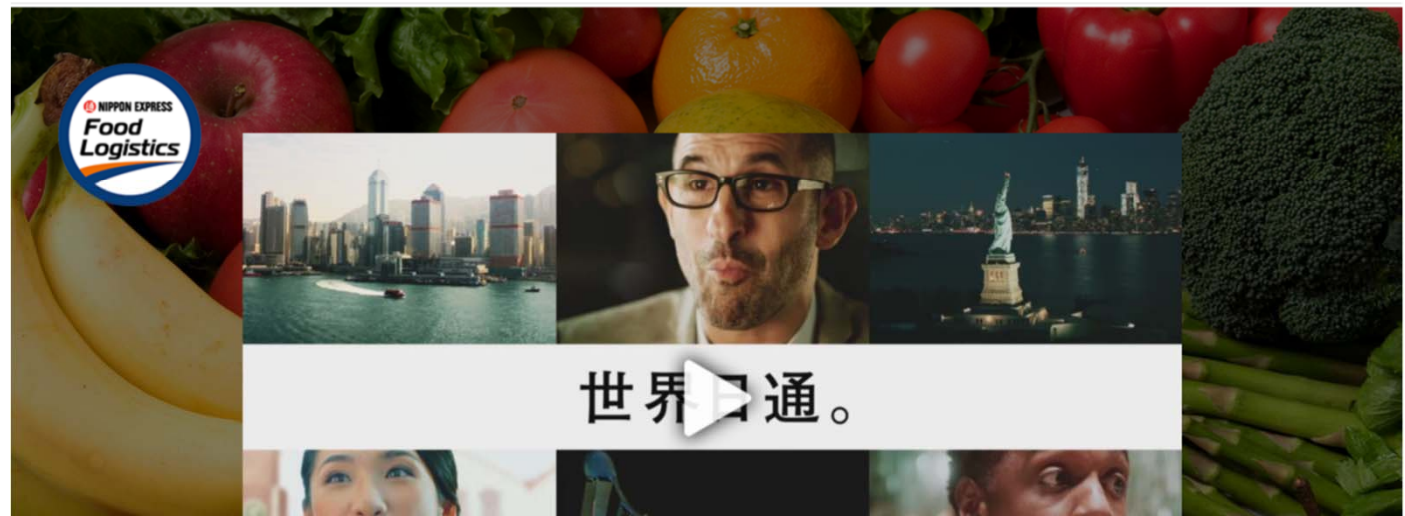 NIPPON EXPRESS
Food
Logistics
世界日通。